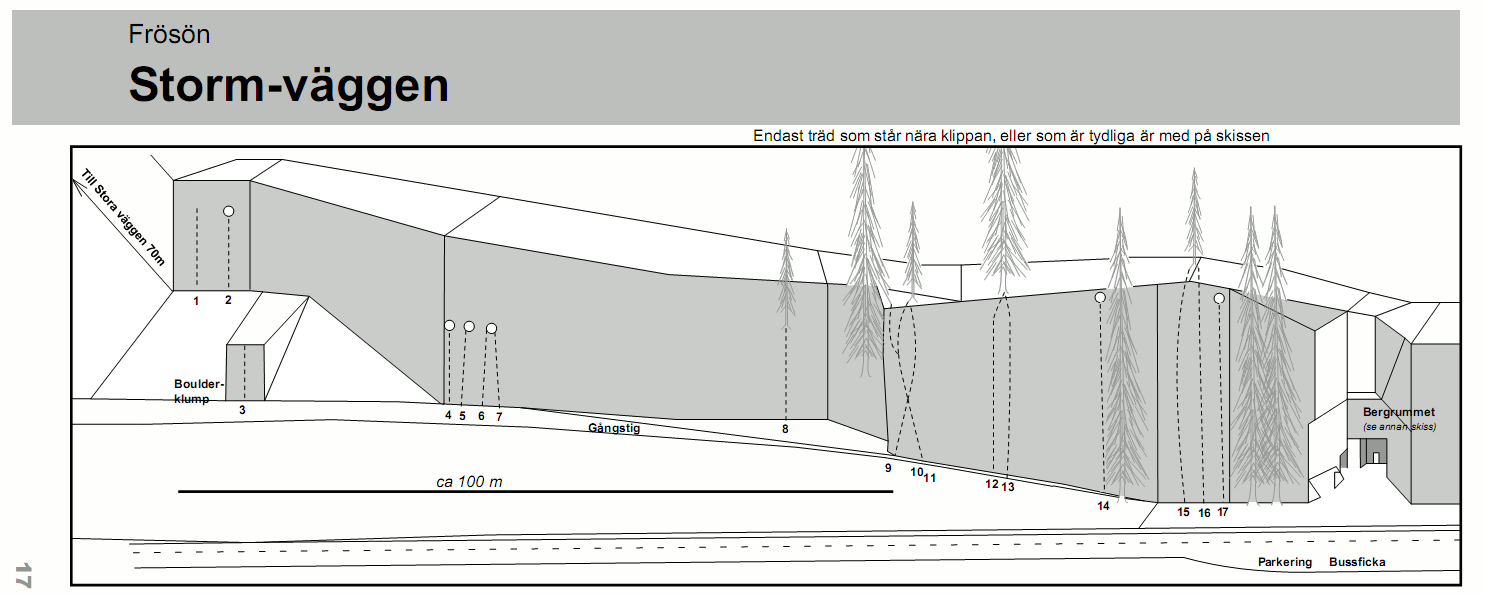 Frösön
Storm-väggen
Endast träd som står nära klippan, eller som är tydliga är med på skissen
Till Stora väggen 70m
1
2
Boulder-
klump
3
4
5
6
7
Gångstig
8
9
10
11
12
13
14
15
16
17
Bergrummet
(se annan skiss)
ca 100 m
Parkering
Bussficka
17